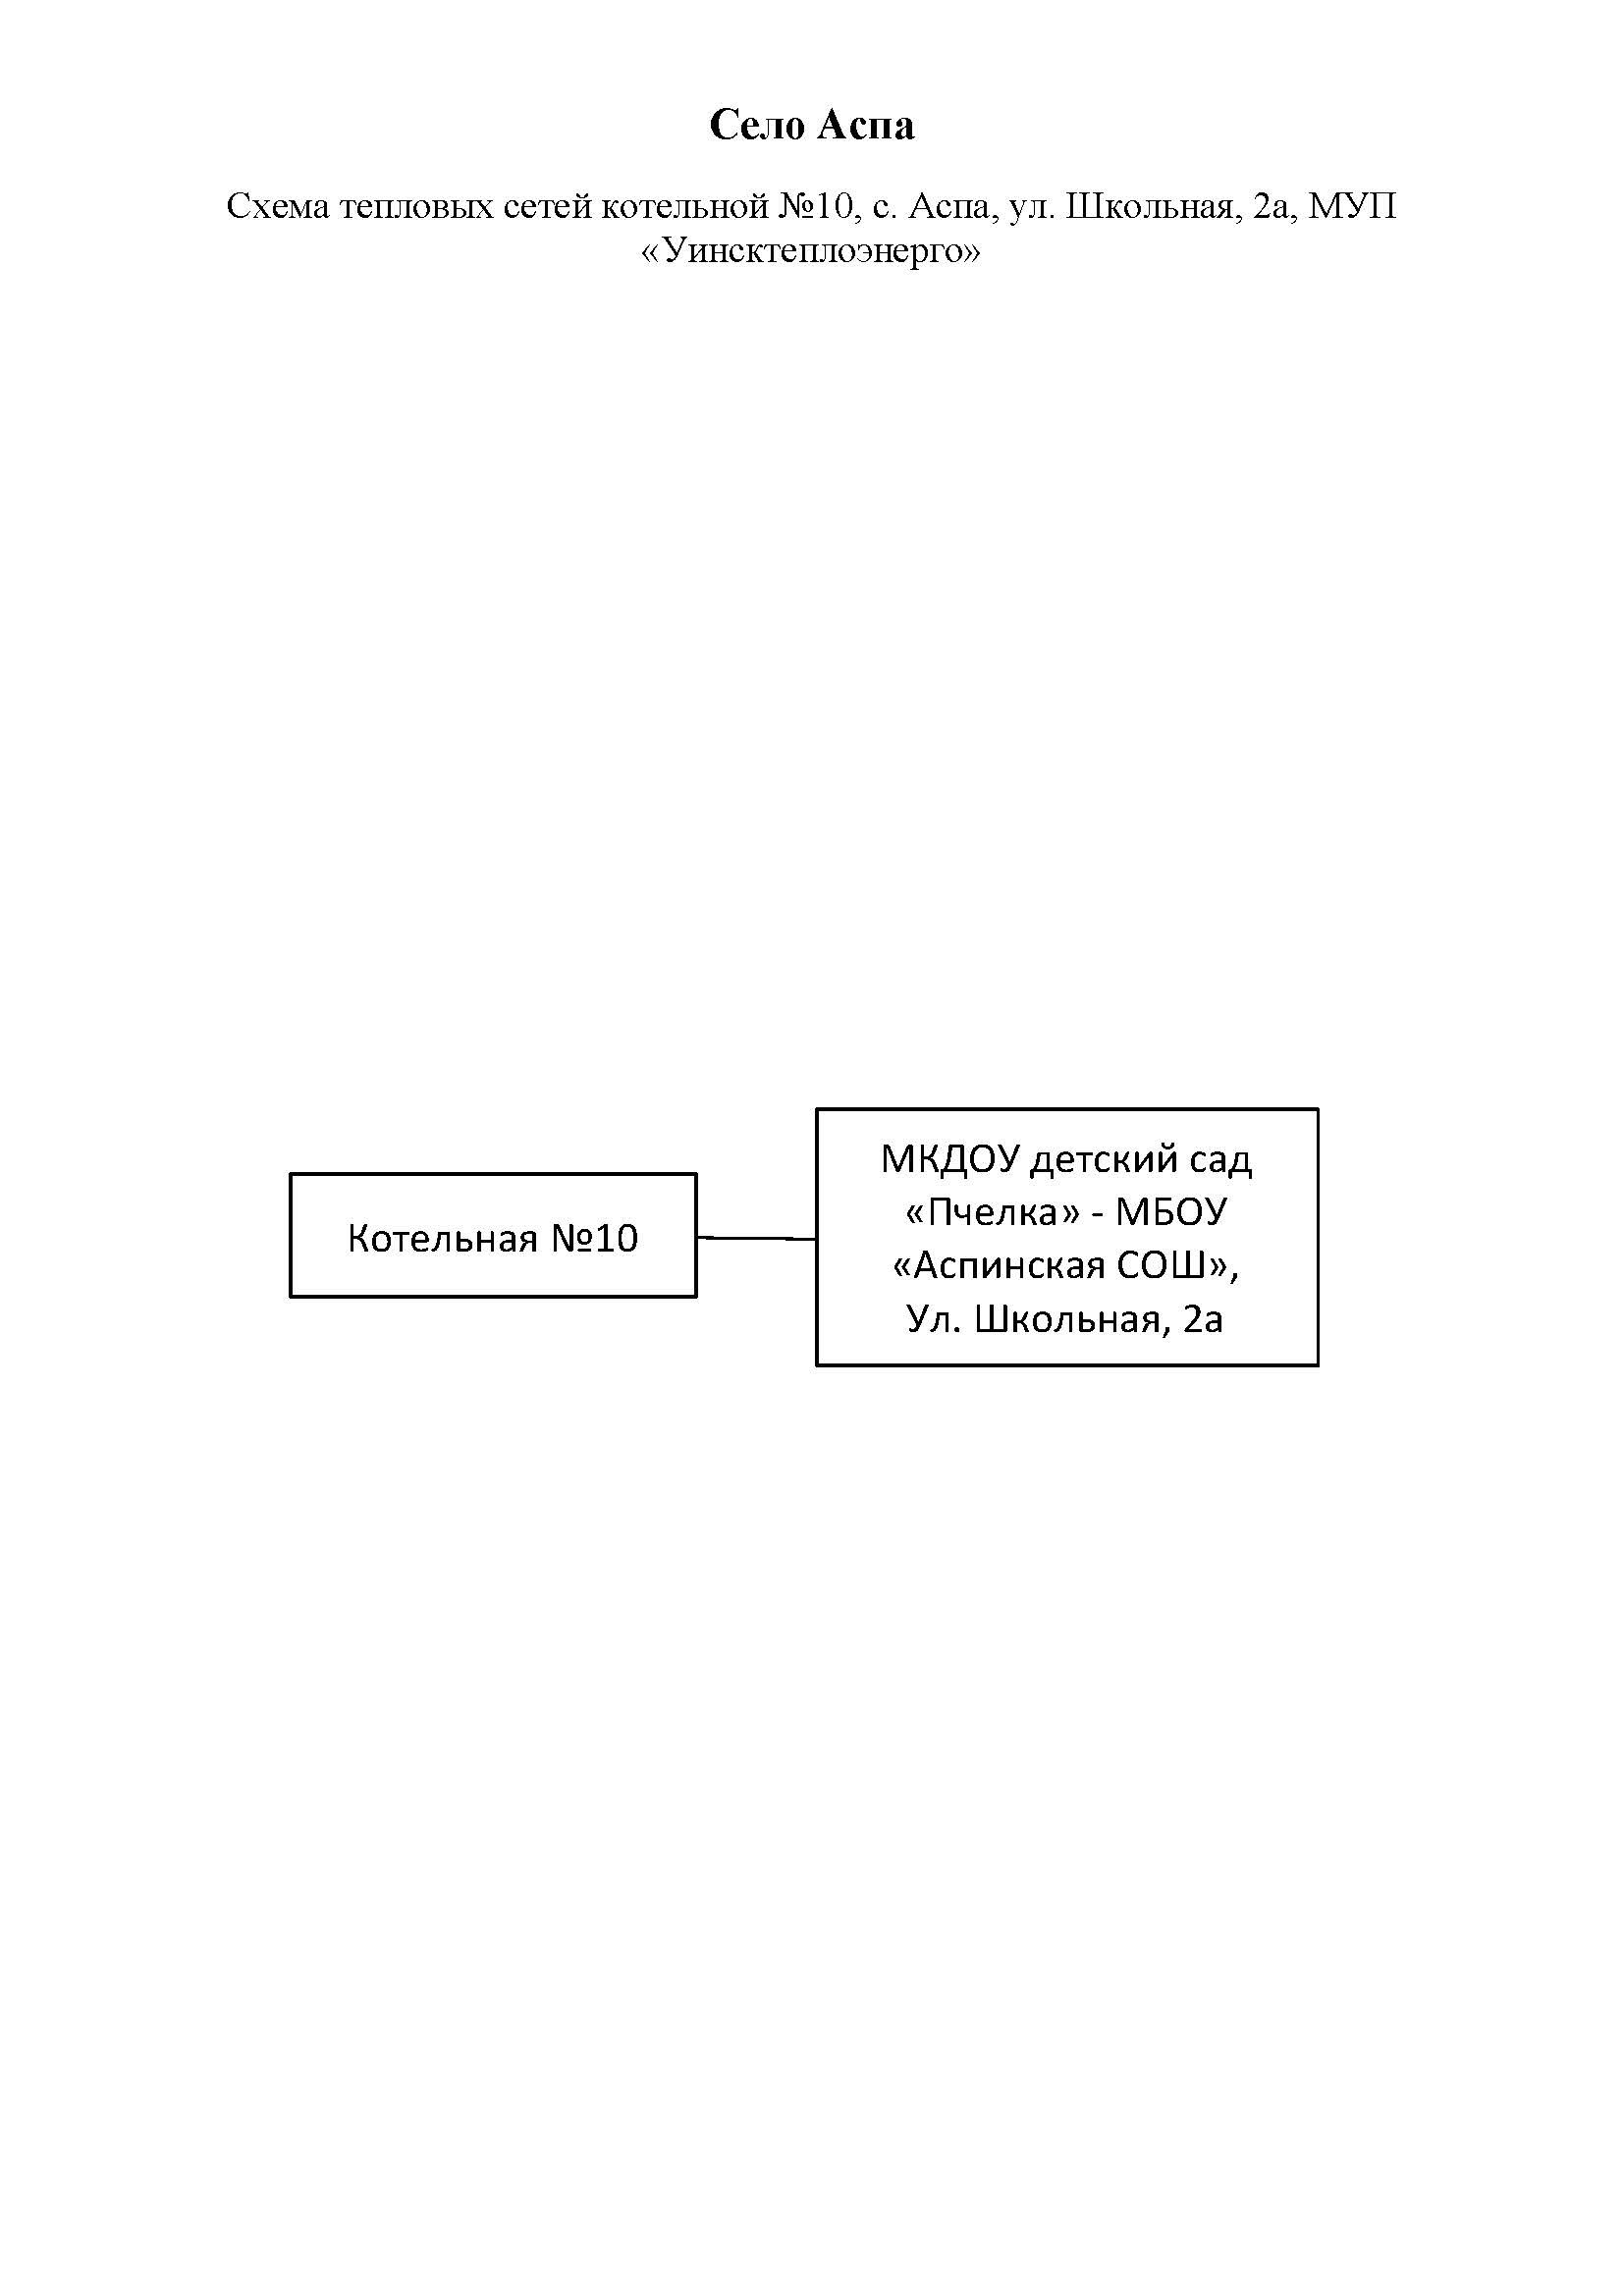 Село Аспа
Схема тепловых сетей котельной №10, с. Аспа, ул. Школьная, 2а, МУП
«Уинсктеплоэнерго»
Котельная №10
МКДОУ детский сад
«Пчелка» - МБОУ
«Аспинская СОШ»,
Ул. Школьная, 2а